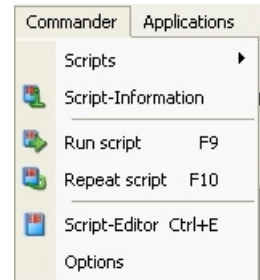 Commander Applications
Scripts
Script-Information
Run script F9
Repeat script F10
Script-Editor Ctrl+E
Options